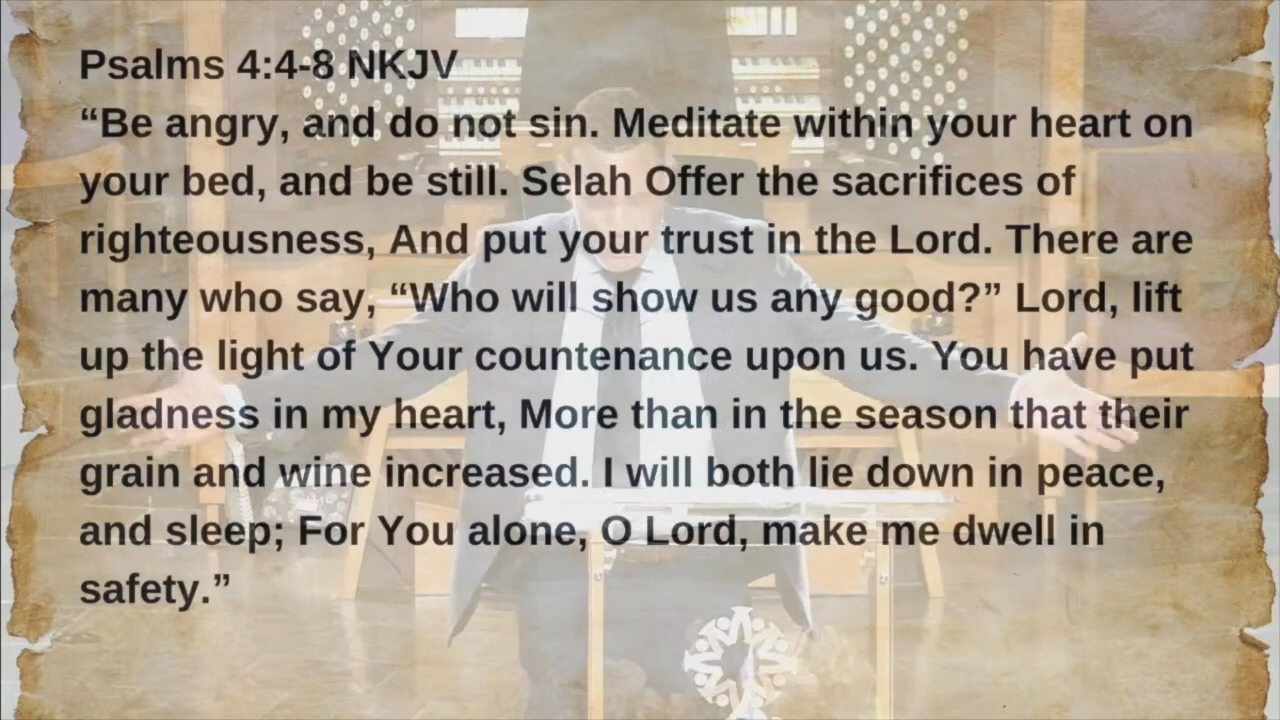 Psalms 4:4-8 NKJV
“Be angry, and do not sin. Meditate within your heart on
your bed, and be still. Selah Offer the sacrifices of
righteousness, And put your trust in the Lord. There are
many who say, “Who will show us any good?” Lord, lift
up the light of Your countenance upon us. You have put
gladness in my heart, More than in the season that their
grain and wine increased. I will both lie down in peace,
and sleep; For You alone, O Lord, make me dwell in
safety.”